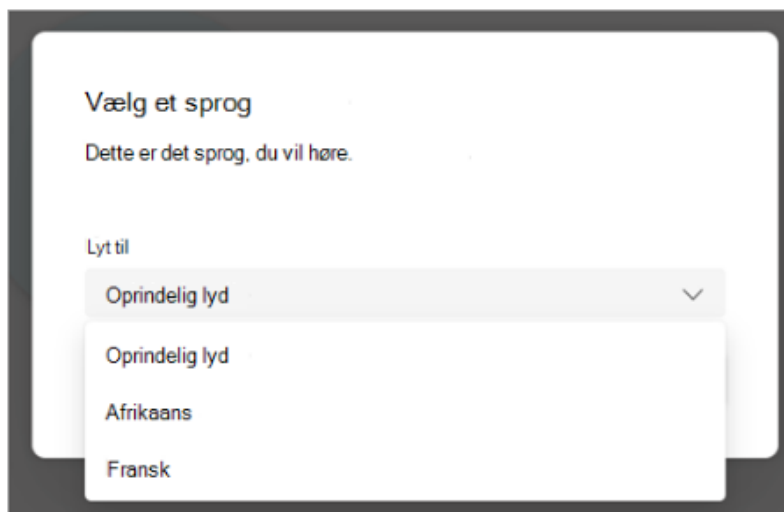 Vælg et sprog
Dette er det sprog, du vil høre.
Lyt til
Oprindelig lyd
Oprindelig lyd
Afrikaans
Fransk